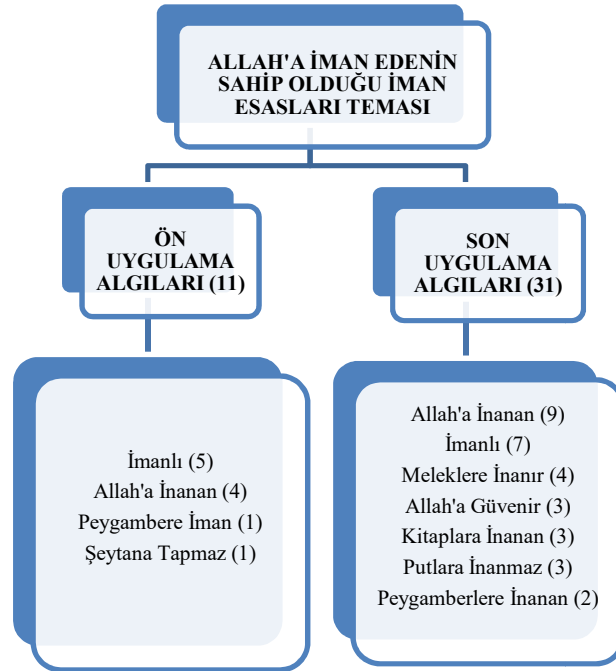 ALLAH'A İMAN EDENİN
SAHİP OLDUĞU İMAN
ESASLARI TEMASI
ÖN
UYGULAMA
ALGILARI (11)
İmanlı (5)
Allah'a İnanan (4)
Peygambere İman (1)
Şeytana Tapmaz (1)
SON
UYGULAMA
ALGILARI (31)
Allah'a İnanan (9)
İmanlı (7)
Meleklere İnanır (4)
Allah'a Güvenir (3)
Kitaplara İnanan (3)
Putlara İnanmaz (3)
Peygamberlere İnanan (2)